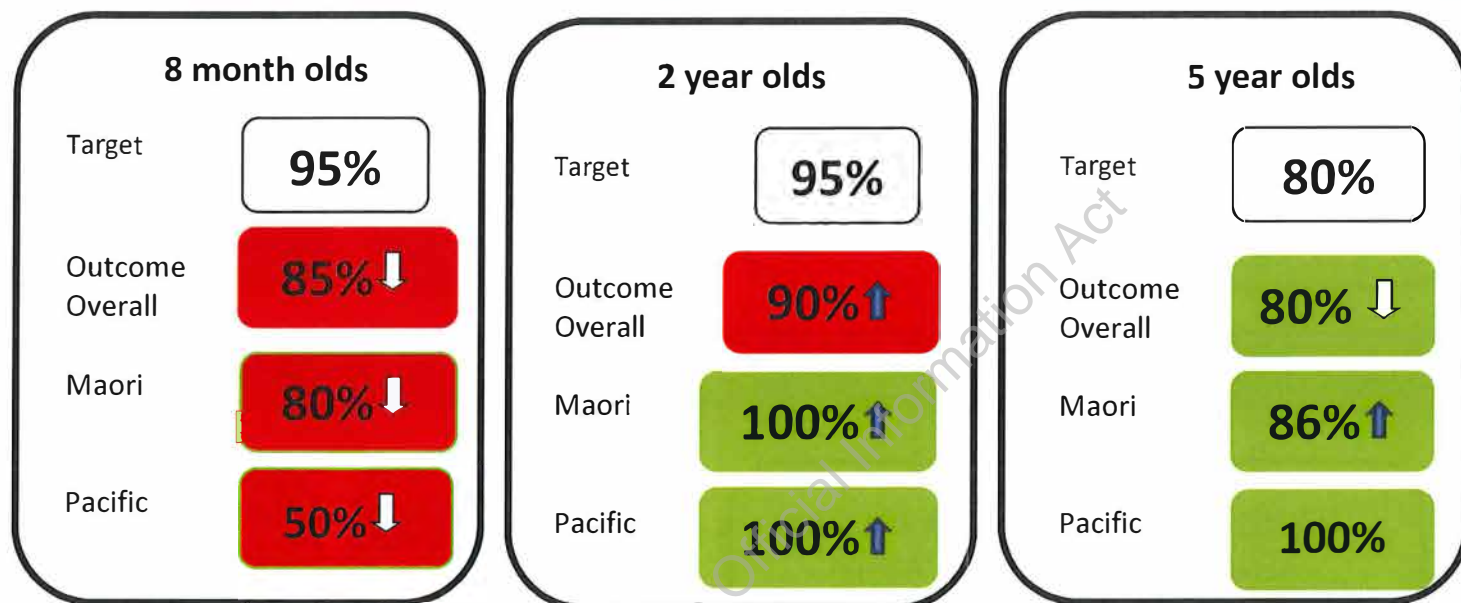 8 month olds
Target
95%
Outcome
Overall
85%
Maori
80%
Pacific
50%
2 year olds
Target
95%
Outcome
Overall
90%
Maori
100%
Pacific
100%
5 year olds
Target
80%
Outcome
Overall
80%
Maori
86%
Pacific
100%
Official Information Act